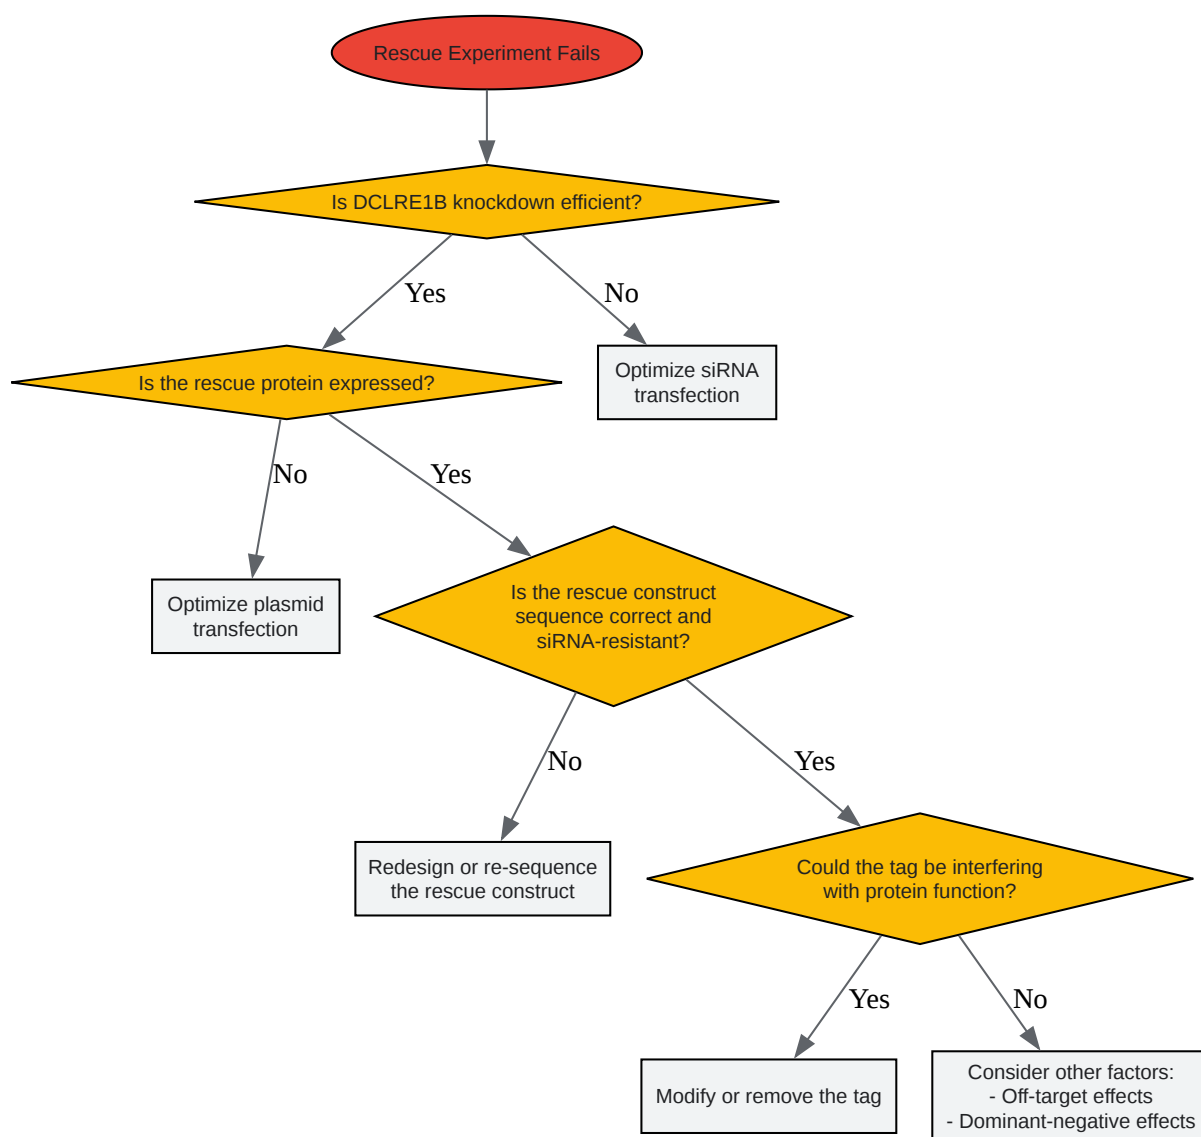 Rescue Experiment Fails
Is DCLRE1B knockdown efficient?
Yes
No
Is the rescue protein expressed?
Optimize siRNA
transfection
No
Yes
Optimize plasmid
transfection
Is the rescue construct
sequence correct and
siRNA-resistant?
No
Yes
Redesign or re-sequence
the rescue construct
Could the tag be interfering
with protein function?
Yes
No
Modify or remove the tag
Consider other factors:
- Off-target effects
- Dominant-negative effects